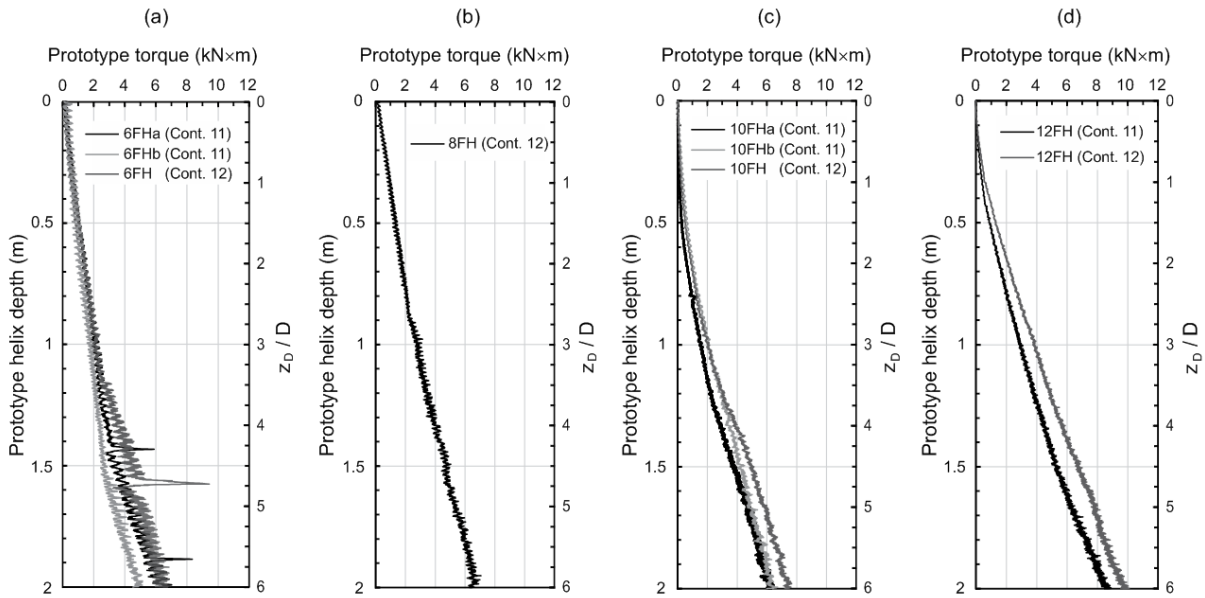 (a)
Prototype torque (kN×m)
0 2 4 6 8 10 12
6FHa (Cont. 11)
6FHb (Cont. 11)
6FH (Cont. 12)
Prototype helix depth (m)
0
0.5
1
1.5
2
z_D / D
0
1
2
3
4
5
6
(b)
Prototype torque (kN×m)
0 2 4 6 8 10 12
8FH (Cont. 12)
Prototype helix depth (m)
0
0.5
1
1.5
2
z_D / D
0
1
2
3
4
5
6
(c)
Prototype torque (kN×m)
0 2 4 6 8 10 12
10FHa (Cont. 11)
10FHb (Cont. 11)
10FH (Cont. 12)
Prototype helix depth (m)
0
0.5
1
1.5
2
z_D / D
0
1
2
3
4
5
6
(d)
Prototype torque (kN×m)
0 2 4 6 8 10 12
12FH (Cont. 11)
12FH (Cont. 12)
Prototype helix depth (m)
0
0.5
1
1.5
2
z_D / D
0
1
2
3
4
5
6